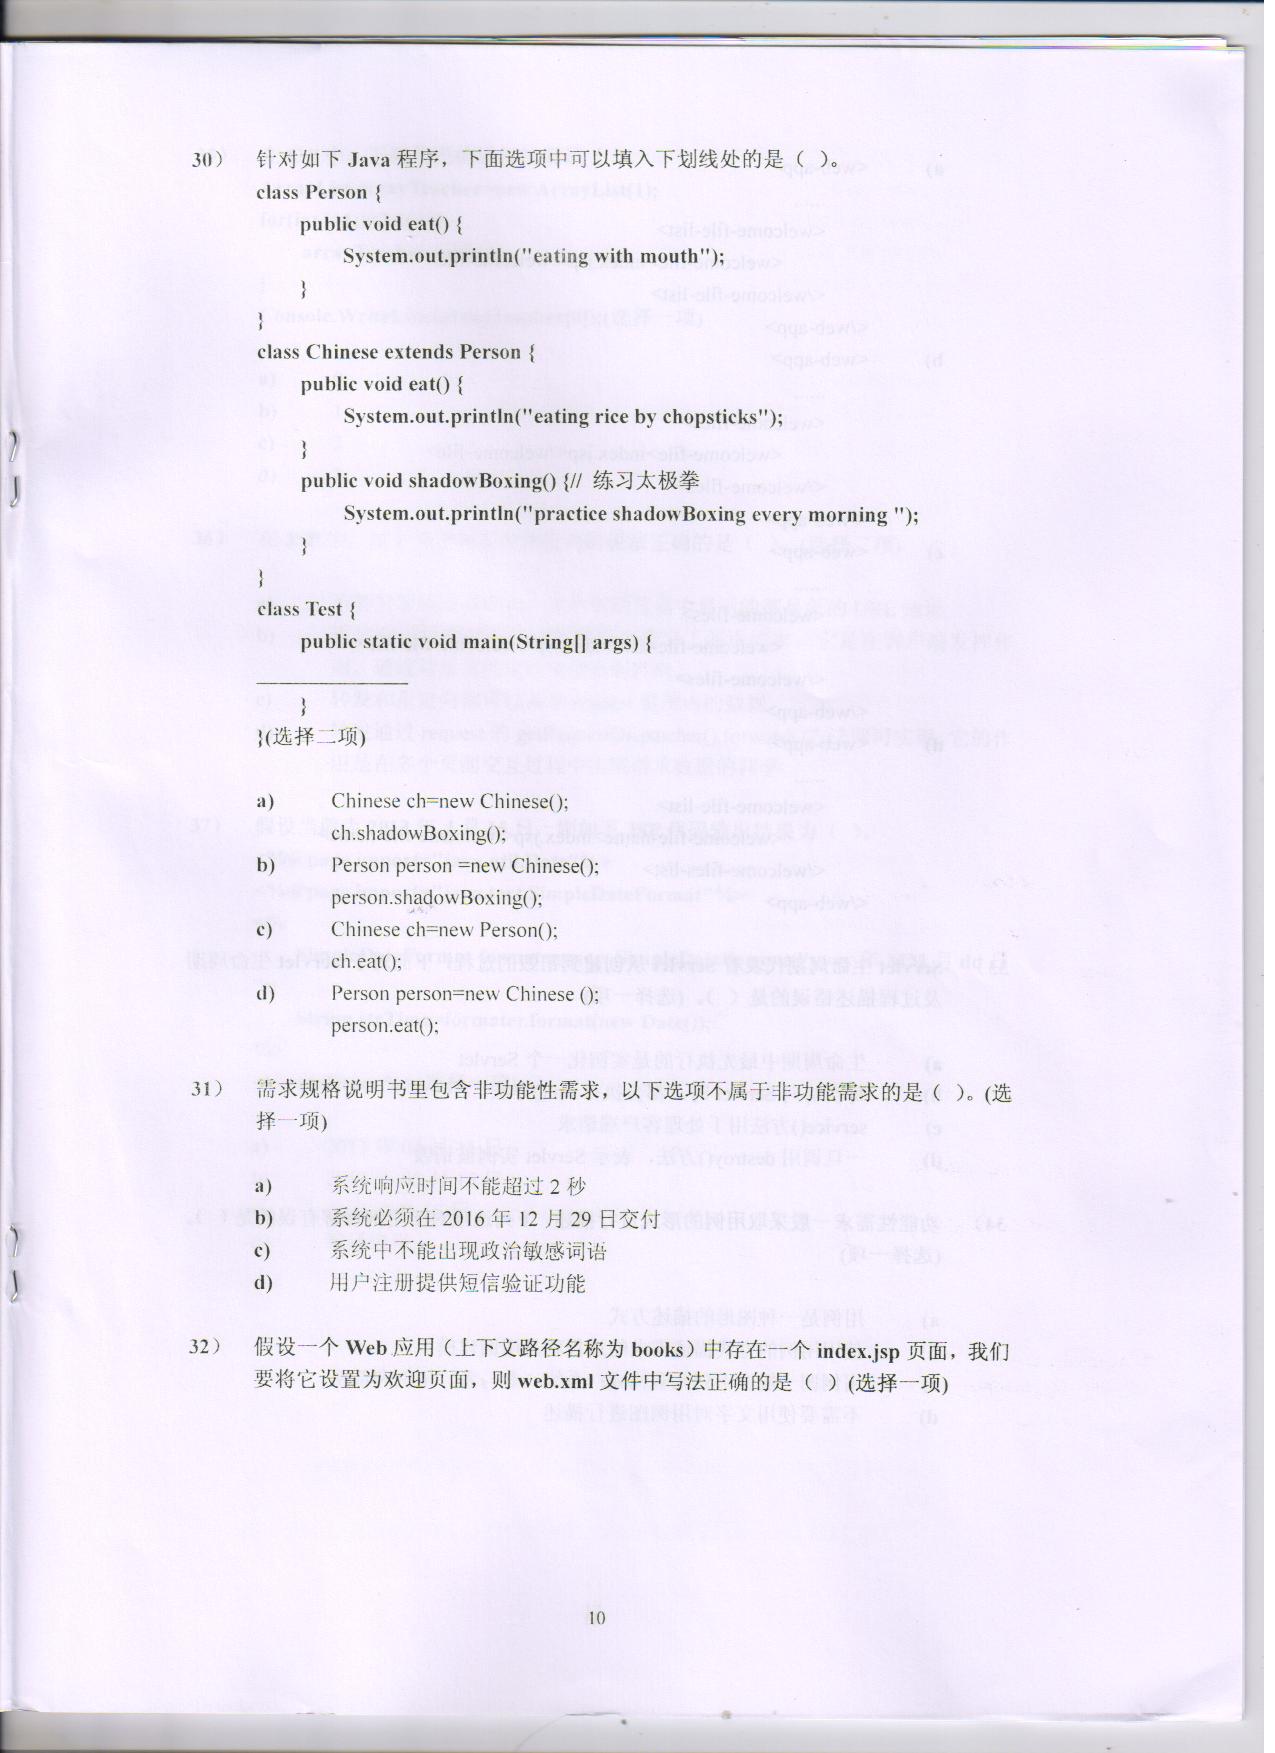 30） 针对如下 Java 程序，下面选项中可以填入下划线处的是（ ）。
class Person {
public void eat() {
System.out.println("eating with mouth");
}
}
class Chinese extends Person {
public void eat() {
System.out.println("eating rice by chopsticks");
}
public void shadowBoxing() {// 练习太极拳
System.out.println("practice shadowBoxing every morning ");
}
}
class Test {
public static void main(String[] args) {
_______________
}
}(选择二项)
a) Chinese ch=new Chinese();
ch.shadowBoxing();
b) Person person =new Chinese();
person.shadowBoxing();
c) Chinese ch=new Person();
ch.eat();
d) Person person=new Chinese ();
person.eat();
31） 需求规格说明书里包含非功能性需求，以下选项不属于非功能需求的是（ ）。(选
择一项)
a) 系统响应时间不能超过 2 秒
b) 系统必须在 2016 年 12 月 29 日交付
c) 系统中不能出现政治敏感词语
d) 用户注册提供短信验证功能
32） 假设一个 Web 应用（上下文路径名称为 books）中存在一个 index.jsp 页面，我们
要将它设置为欢迎页面，则 web.xml 文件中写法正确的是（ ）(选择一项)
10